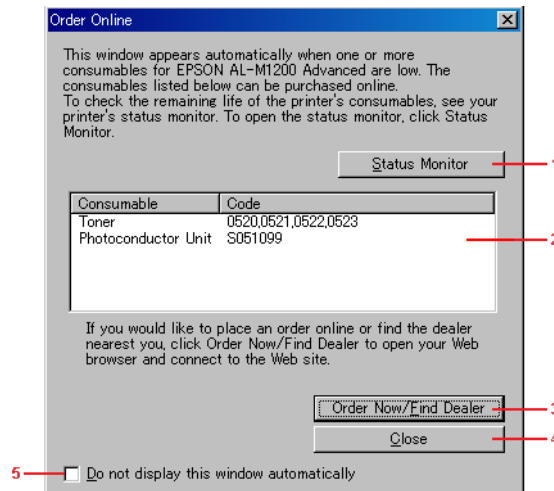 Order Online
This window appears automatically when one or more
consumables for EPSON AL-M1200 Advanced are low. The
consumables listed below can be purchased online.
To check the remaining life of the printer's consumables, see your
printer's status monitor. To open the status monitor, click Status
Monitor.
Status Monitor 1
Consumable Code
Toner 0520,0521,0522,0523
Photoconductor Unit S051099
2
If you would like to place an order online or find the dealer
nearest you, click Order Now/Find Dealer to open your Web
browser and connect to the Web site.
Order Now/Find Dealer 3
Close 4
5 Do not display this window automatically